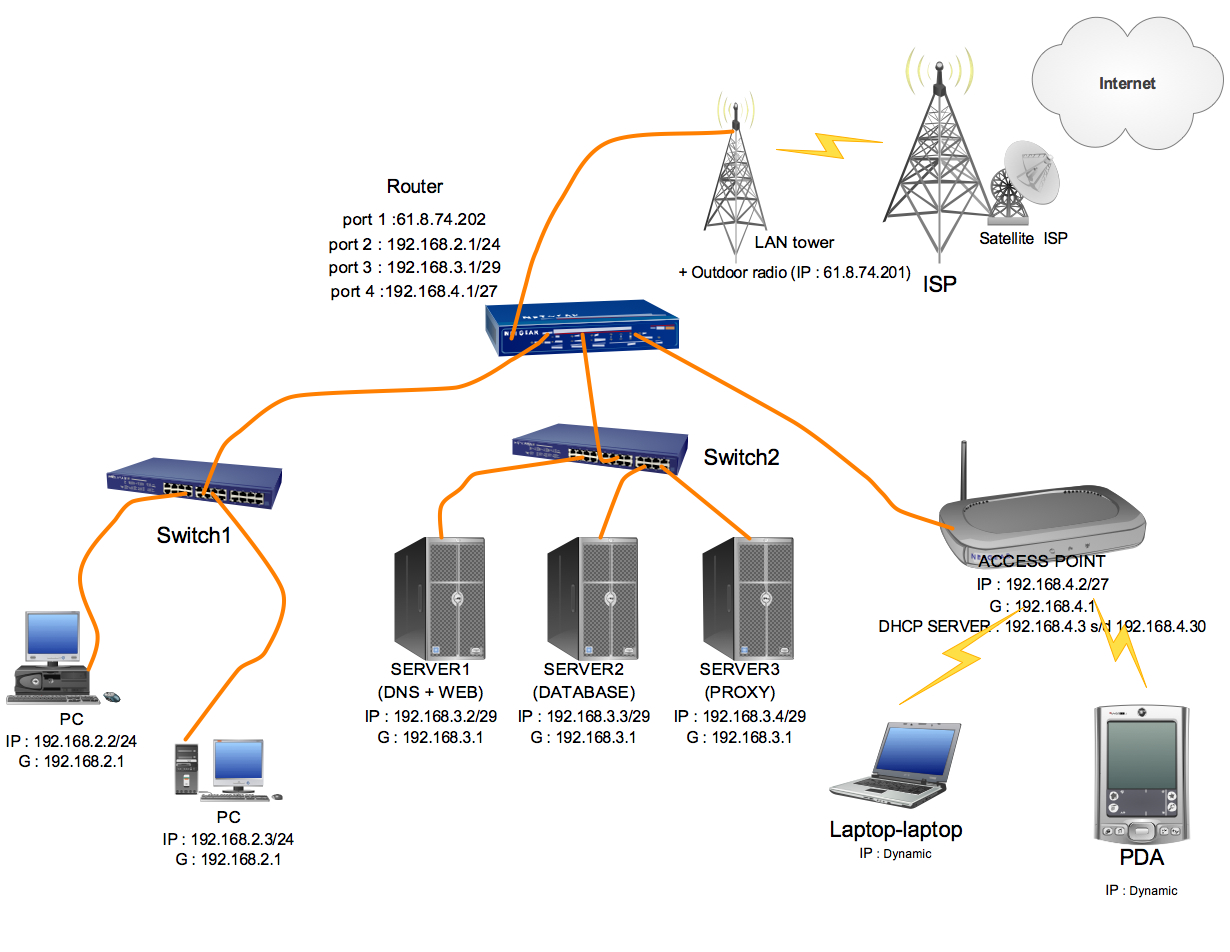 Internet
Router
port 1 :61.8.74.202
port 2 : 192.168.2.1/24
port 3 : 192.168.3.1/29
port 4 :192.168.4.1/27
LAN tower
+ Outdoor radio (IP : 61.8.74.201)
Satellite ISP
ISP
NETGEAR
Switch1
Switch2
NETGEAR
ACCESS POINT
IP : 192.168.4.2/27
G : 192.168.4.1
DHCP SERVER : 192.168.4.3 s/d 192.168.4.30
SERVER1
(DNS + WEB)
IP : 192.168.3.2/29
G : 192.168.3.1
SERVER2
(DATABASE)
IP : 192.168.3.3/29
G : 192.168.3.1
SERVER3
(PROXY)
IP : 192.168.3.4/29
G : 192.168.3.1
PC
IP : 192.168.2.2/24
G : 192.168.2.1
PC
IP : 192.168.2.3/24
G : 192.168.2.1
Laptop-laptop
IP : Dynamic
PDA
IP : Dynamic